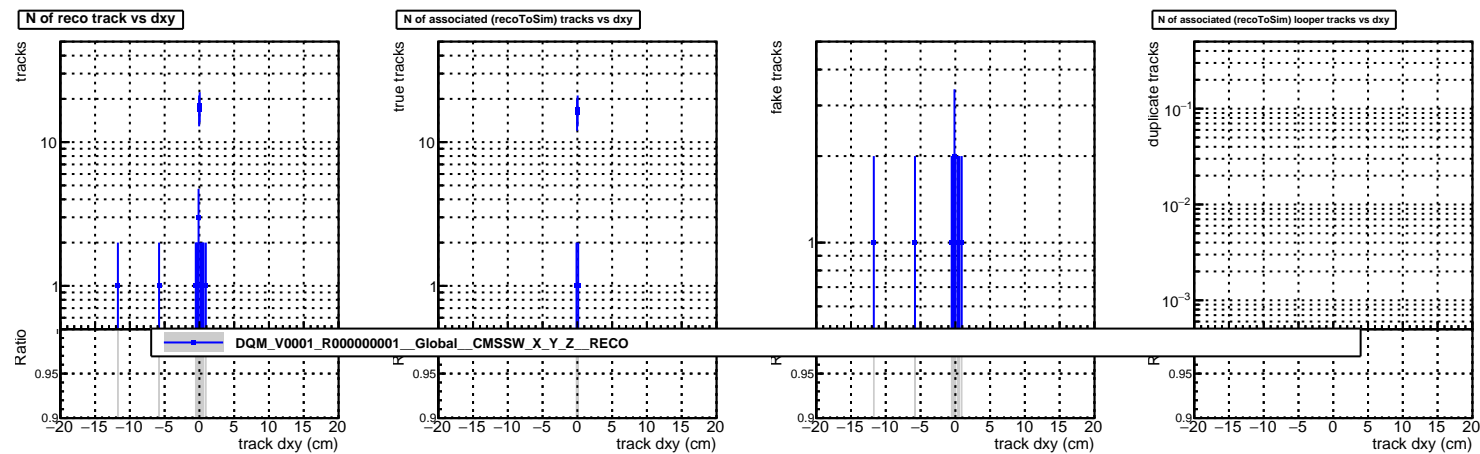 N of reco track vs dxy
tracks
10
1
Ratio
0.95
0.9
−20 −15 −10 −5 0 5 10 15 20
track dxy (cm)
N of associated (recoToSim) tracks vs dxy
true tracks
10
1
0.95
0.9
−20 −15 −10 −5 0 5 10 15 20
track dxy (cm)
fake tracks
1
0.95
0.9
−20 −15 −10 −5 0 5 10 15 20
track dxy (cm)
N of associated (recoToSim) looper tracks vs dxy
duplicate tracks
10−1
10−2
10−3
0.95
0.9
−20 −15 −10 −5 0 5 10 15 20
track dxy (cm)
DQM_V0001_R000000001__Global__CMSSW_X_Y_Z__RECO